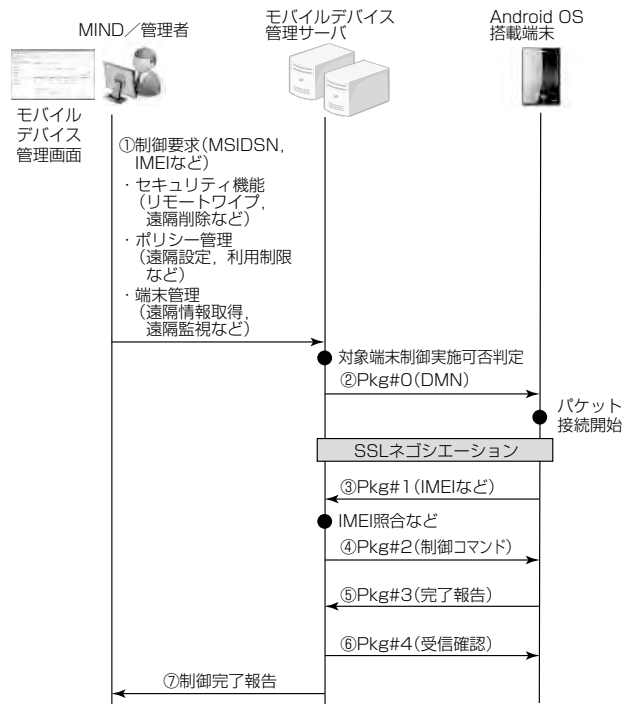 MIND／管理者
モバイルデバイス
管理サーバ
Android OS
搭載端末
モバイル
デバイス
管理画面
①制御要求(MSIDSN,
IMEIなど)
・セキュリティ機能
(リモートワイプ,
遠隔削除など)
・ポリシー管理
(遠隔設定，利用制限
など)
・端末管理
(遠隔情報取得,
遠隔監視など)
対象端末制御実施可否判定
②Pkg#0(DMN)
パケット
接続開始
SSLネゴシエーション
③Pkg#1(IMEIなど)
IMEI照合など
④Pkg#2(制御コマンド)
⑤Pkg#3(完了報告)
⑥Pkg#4(受信確認)
⑦制御完了報告